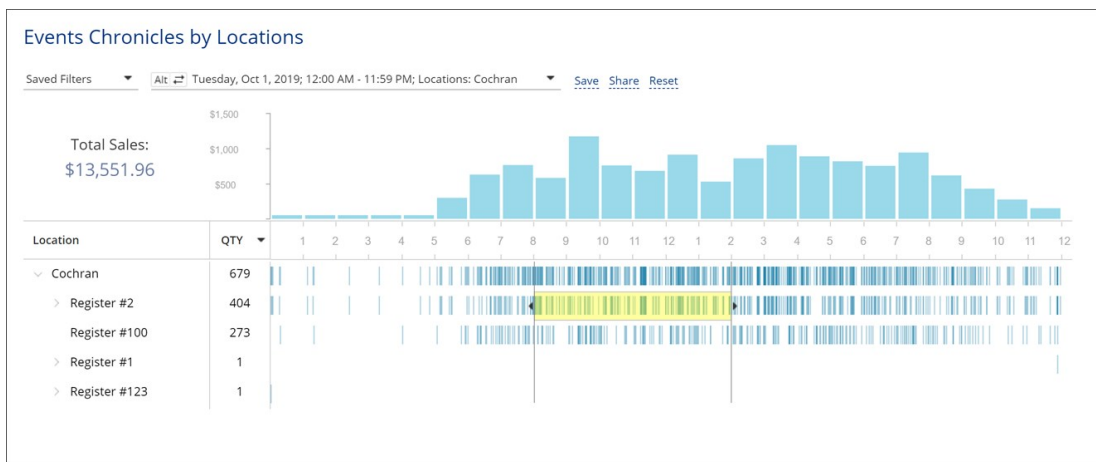 Events Chronicles by Locations
Saved Filters Alt Tuesday, Oct 1, 2019; 12:00 AM - 11:59 PM; Locations: Cochran Save Share Reset
$1,500
Total Sales:
$1,000
$13,551.96
$500
Location QTY 1 2 3 4 5 6 7 8 9 10 11 12 1 2 3 4 5 6 7 8 9 10 11 12
Cochran 679
Register #2 404
Register #100 273
Register #1 1
Register #123 1